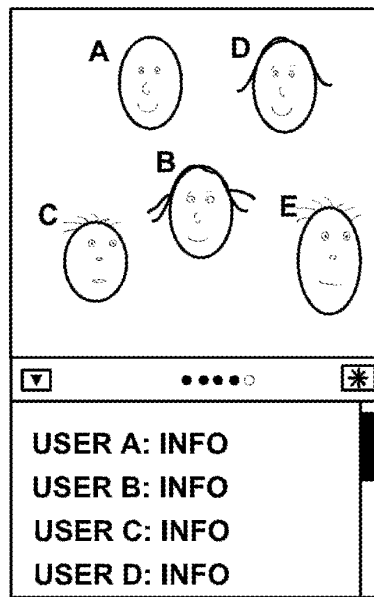 A
D
B
C
E
USER A: INFO
USER B: INFO
USER C: INFO
USER D: INFO